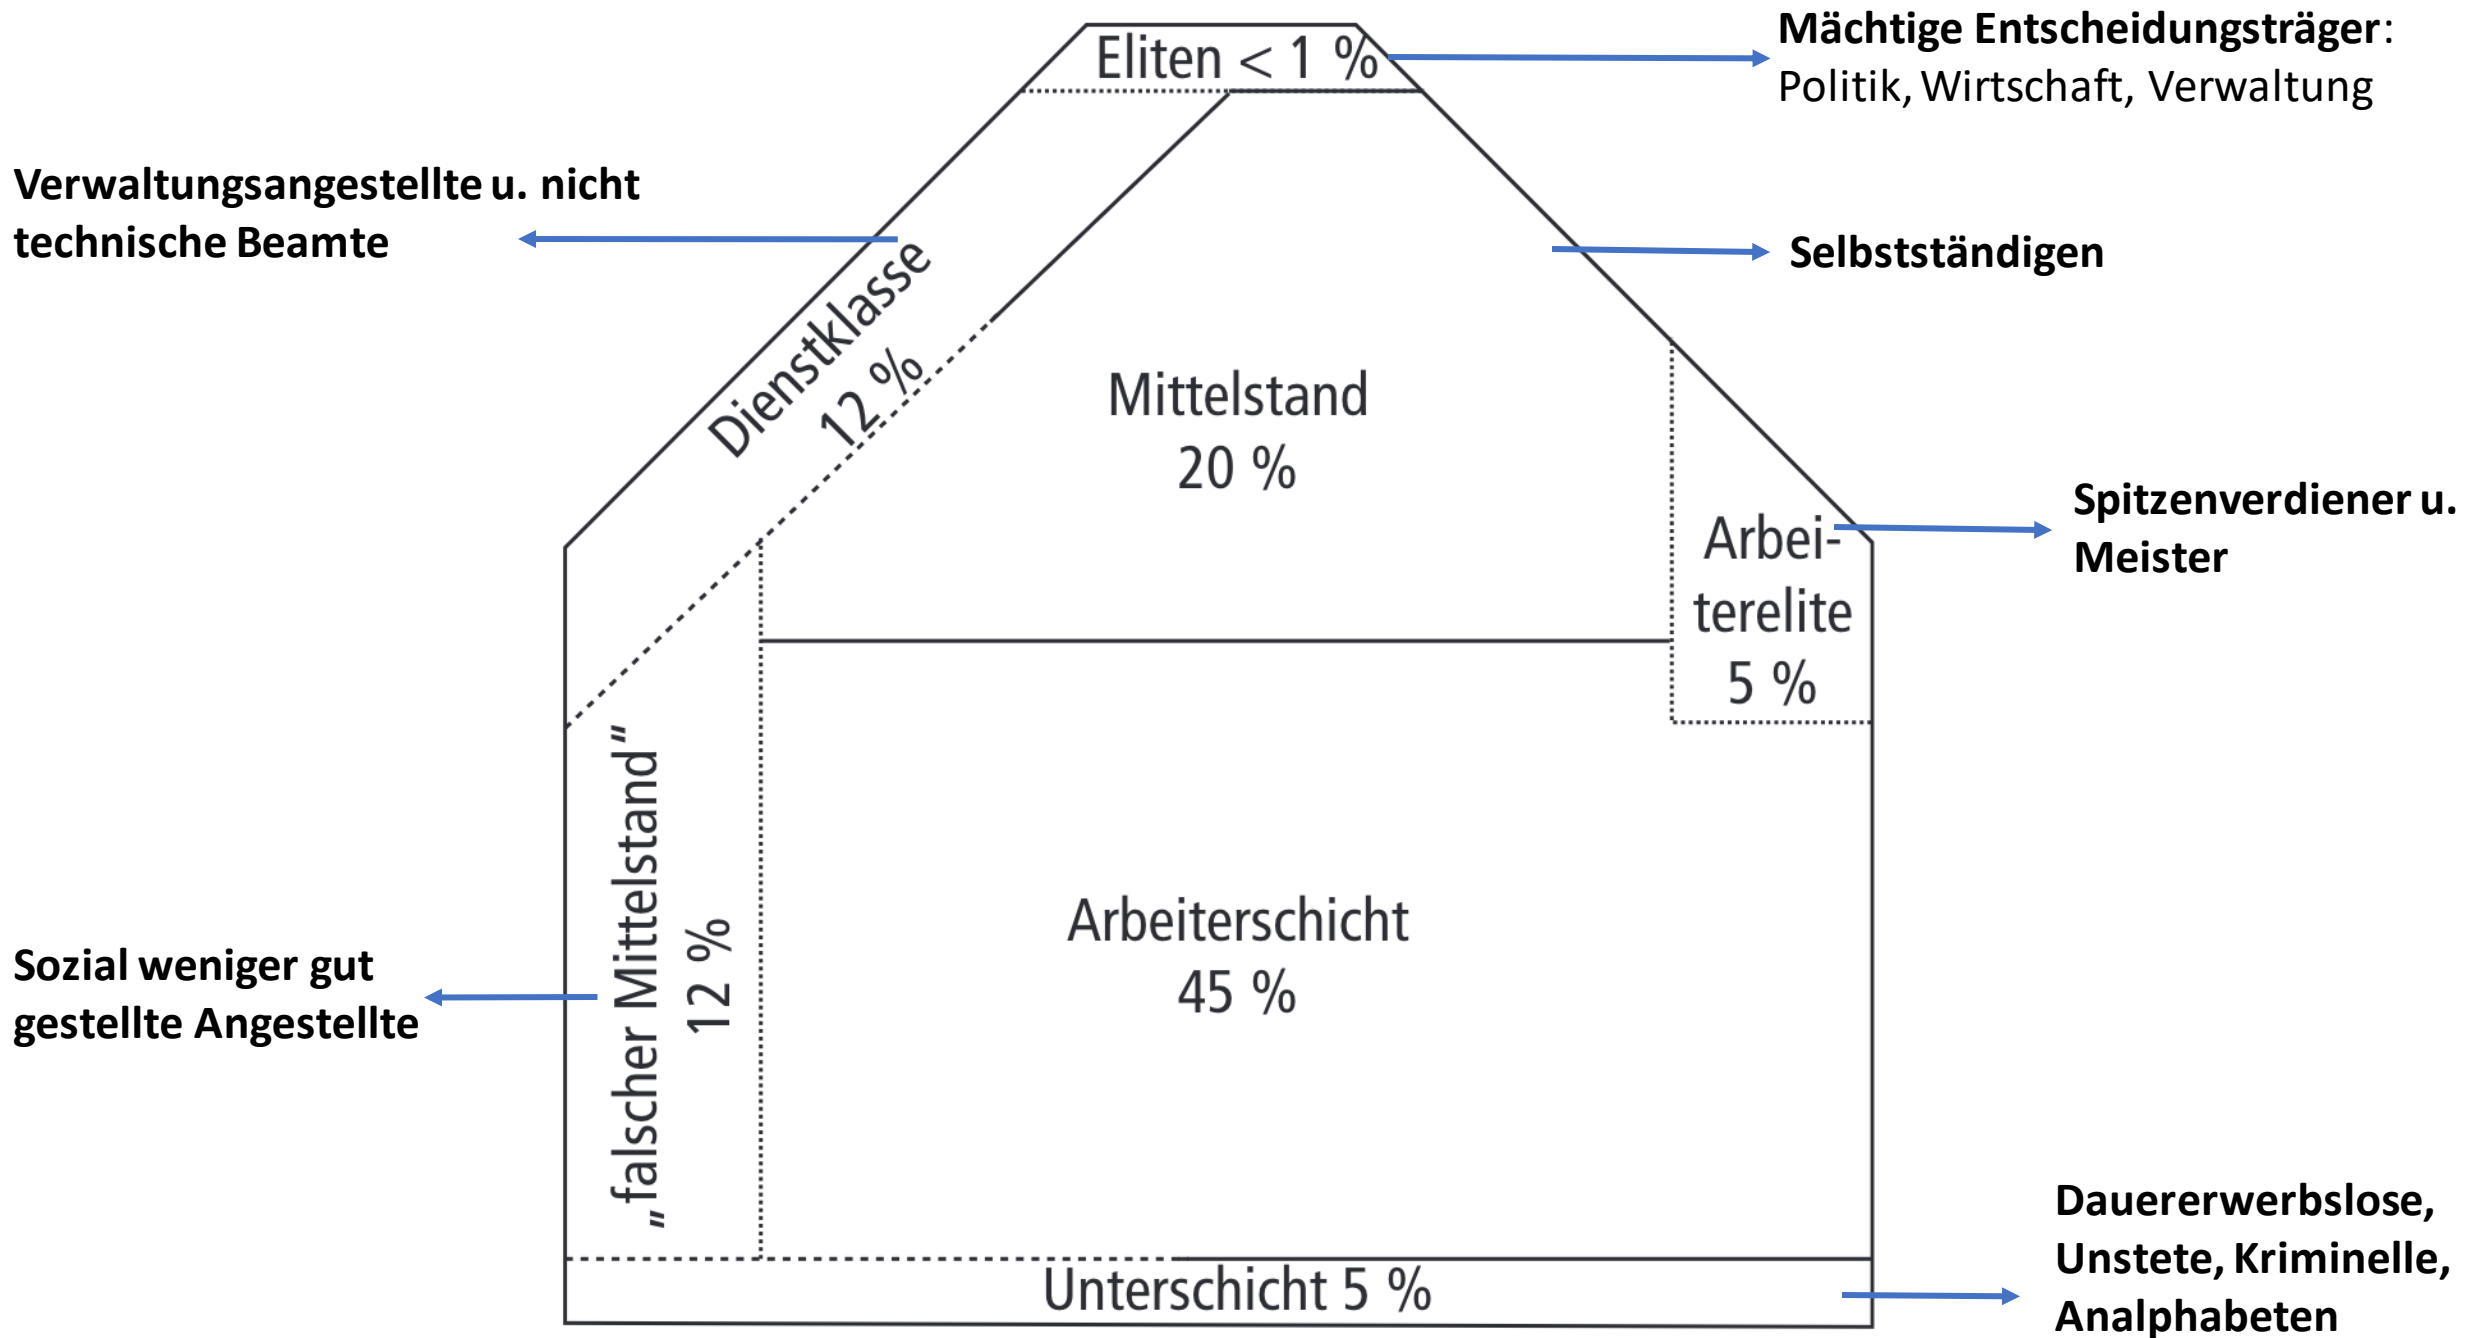 Eliten < 1 %
Mächtige Entscheidungsträger:
Politik, Wirtschaft, Verwaltung
Verwaltungsangestellte u. nicht
technische Beamte
Selbstständigen
Dienstklasse
12 %
Mittelstand
20 %
Spitzenverdiener u.
Meister
Arbei-
terelite
5 %
„falscher Mittelstand“
12 %
Arbeiterschicht
45 %
Sozial weniger gut
gestellte Angestellte
Unterschicht 5 %
Dauererwerbslose,
Unstete, Kriminelle,
Analphabeten